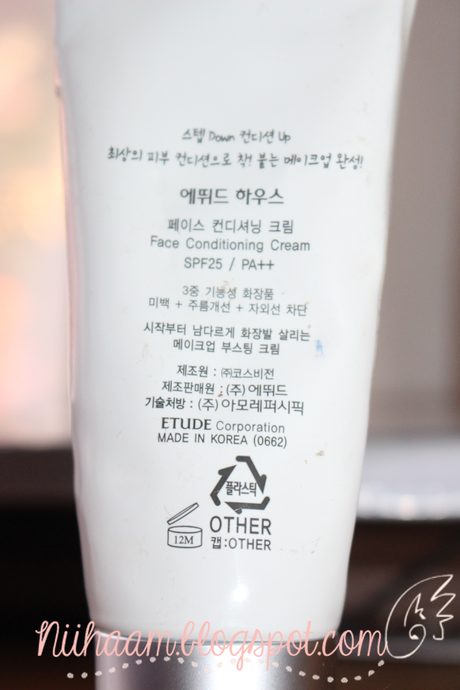 스텝 Down 컨디션 Up
최상의 피부 컨디션으로 착! 붙는 메이크업 완성!
에뛰드 하우스
페이스 컨디셔닝 크림
Face Conditioning Cream
SPF25 / PA++
3중 기능성 화장품
미백 + 주름개선 + 자외선 차단
시작부터 남다르게 화장발 살리는
메이크업 부스팅 크림
제조원 : ㈜코스비전
제조판매원 : (주)에뛰드
기술처방 : (주)아모레퍼시픽
ETUDE Corporation
MADE IN KOREA (0662)
플라스틱
12M
OTHER
캡:OTHER
Niihaam.blogspot.com